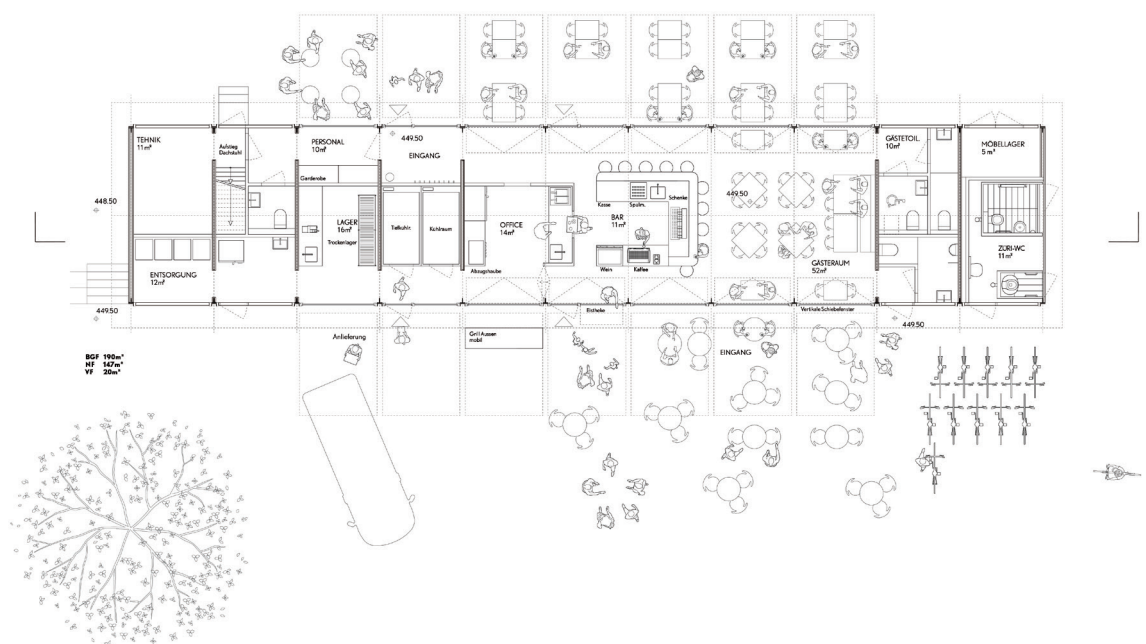 TEHNIK
11m²
Aufstieg
Dachstuhl
PERSONAL
10m²
449.50
EINGANG
GÄSTETOIL.
10m²
MÖBELLAGER
5 m²
Garderobe
448.50
LAGER
16m²
Trockenlager
Tiefkühlr.
Kühlraum
OFFICE
14m²
Kasse
Spülm.
Schenke
449.50
BAR
11m²
ENTSORGUNG
12m²
Abzugshaube
Wein
Kaffee
GÄSTERAUM
52m²
ZÜRI-WC
11m²
449.50
Eistheke
Vertikale Schiebefenster
449.50
Anlieferung
Grill Aussen
mobil
EINGANG
BGF 190m²
NF 147m²
VF 20m²